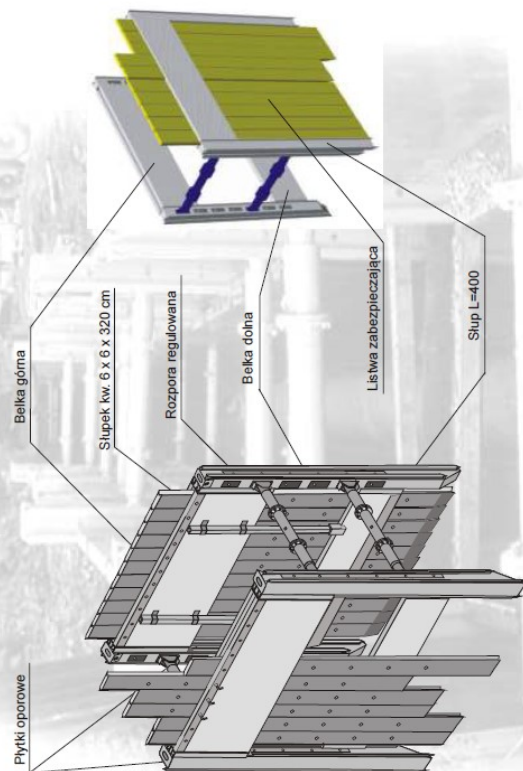 Płytki oporowe
Belka górna
Słupek kw. 6 x 6 x 320 cm
Rozpora regulowana
Belka dolna
Listwa zabezpieczająca
Słup L=400